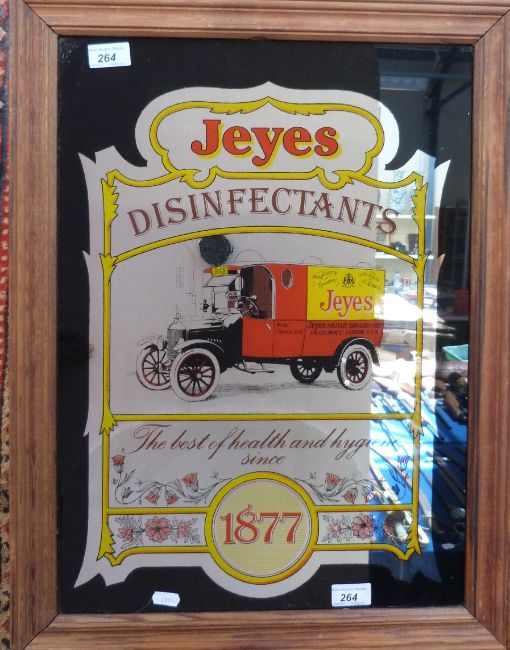 264
Jeyes
DISINFECTANTS
Jeyes
The best of health and hygiene
since
1877
264